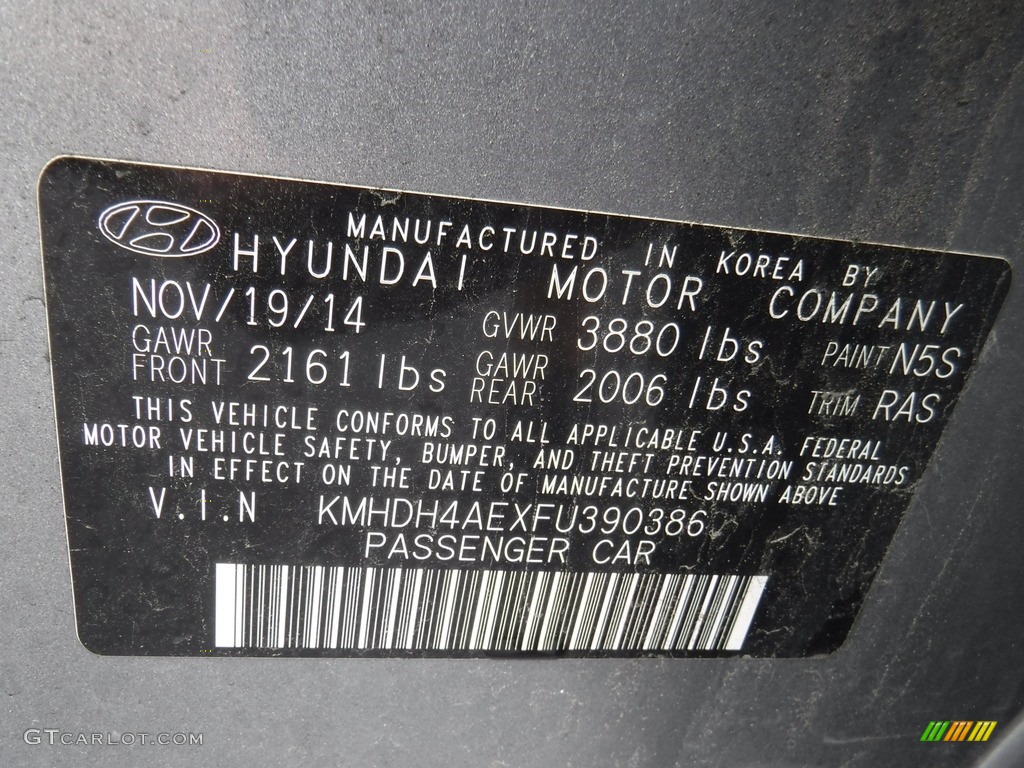 MANUFACTURED IN KOREA BY
HYUNDAI MOTOR COMPANY
NOV/19/14 GVWR 3880 lbs PAINT N5S
GAWR FRONT 2161 lbs GAWR REAR 2006 lbs TRIM RAS
THIS VEHICLE CONFORMS TO ALL APPLICABLE U.S.A. FEDERAL
MOTOR VEHICLE SAFETY, BUMPER, AND THEFT PREVENTION STANDARDS
IN EFFECT ON THE DATE OF MANUFACTURE SHOWN ABOVE
V.I.N KMHDH4AEXFU390386
PASSENGER CAR
GTCARLOT.COM